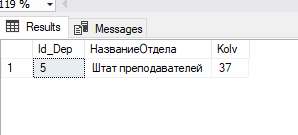 119 %
Results Messages
Id_Dep НазваниеОтдела Kolv
1 5 Штат преподавателей 37